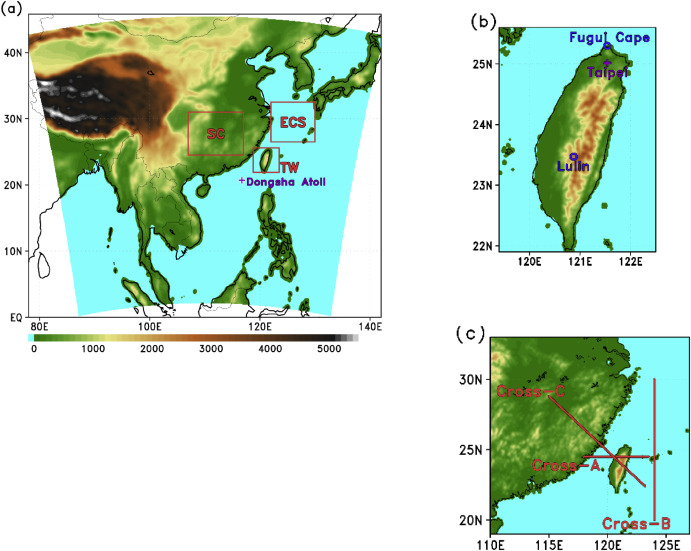 (a)
40N
30N
20N
10N
EQ
80E 100E 120E 140E
SC
ECS
TW
+Dongsha Atoll
0 1000 2000 3000 4000 5000
(b)
Fugui Cape
Taipei
Lulin
25N
24N
23N
22N
120E 121E 122E
(c)
30N
25N
20N
110E 115E 120E 125E
Cross-C
Cross-A
Cross-B